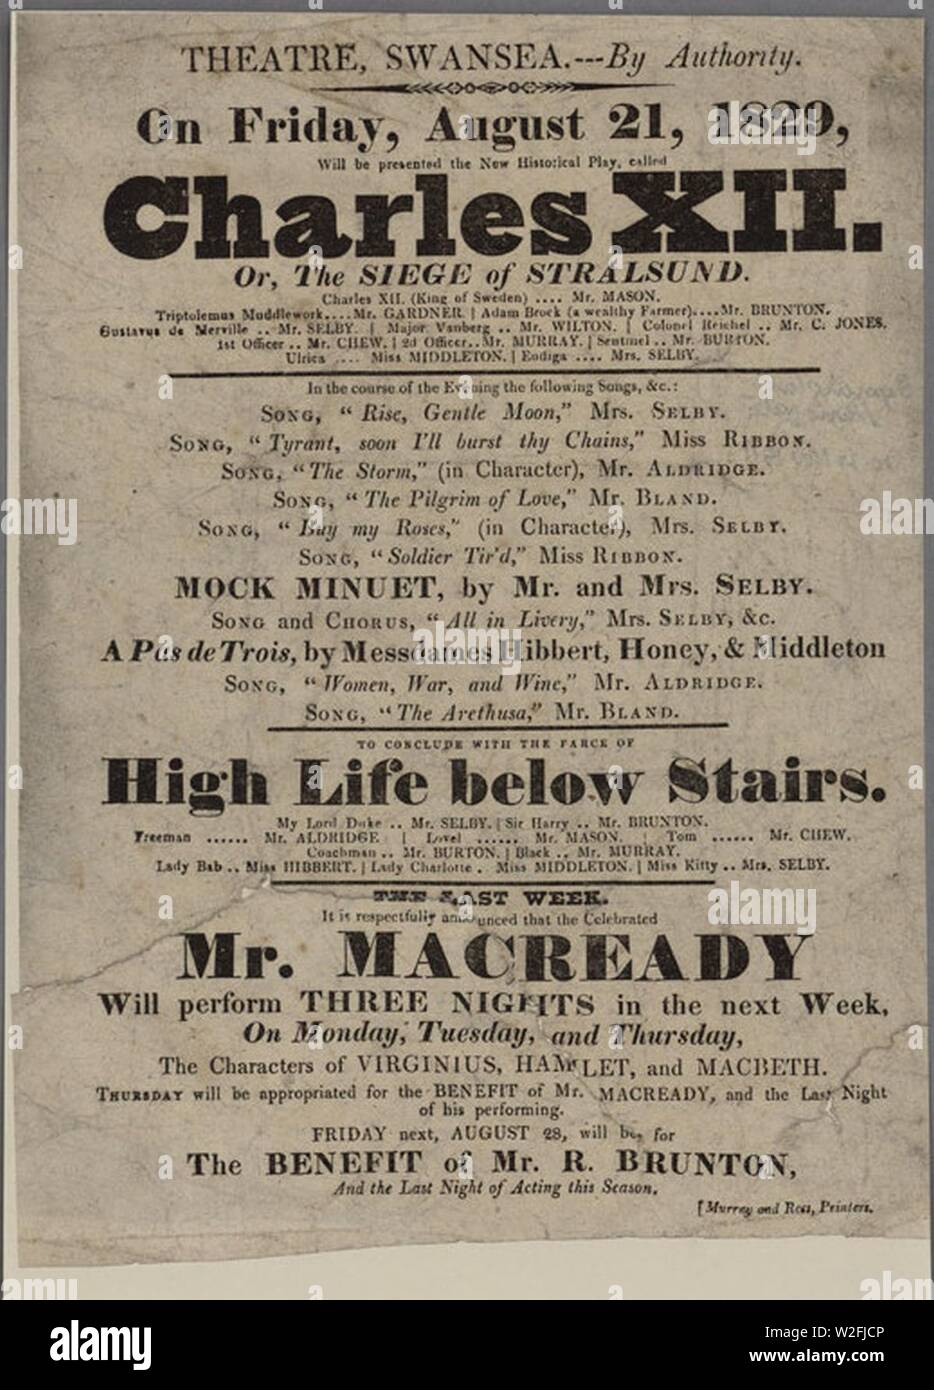 THEATRE, SWANSEA.---By Authority.
On Friday, August 21, 1829,
Will be presented the New Historical Play, called
Charles XII.
Or, The SIEGE of STRALSUND.
Charles XII. (King of Sweden) .... Mr. MASON.
Triptolemus Muddlework....Mr. GARDNER. | Adam Brock (a wealthy Farmer)....Mr. BRUNTON.
Gustavus de Merville .. Mr. SELBY. | Major Vanberg .. Mr. WILTON. | Colonel Reichel .. Mr. C. JONES.
1st Officer .. Mr. CHEW. | 2d Officer..Mr. MURRAY. | Sentinel .. Mr. BURTON.
Ulrica .... Miss MIDDLETON. | Eudiga .... Mrs. SELBY.
In the course of the Evening the following Songs, &c.:
SONG, “ Rise, Gentle Moon,” Mrs. SELBY.
SONG, “ Tyrant, soon I'll burst thy Chains,” Miss RIBBON.
SONG, “ The Storm,” (in Character), Mr. ALDRIDGE.
SONG, “ The Pilgrim of Love,” Mr. BLAND.
SONG, “ Buy my Roses,” (in Character), Mrs. SELBY.
SONG, “ Soldier Tir'd,” Miss RIBBON.
MOCK MINUET, by Mr. and Mrs. SELBY.
SONG and CHORUS, “ All in Livery,” Mrs. SELBY, &c.
A Pas de Trois, by Messdames Hibbert, Honey, & Middleton
SONG, “ Women, War, and Wine,” Mr. ALDRIDGE.
SONG, “ The Arethusa,” Mr. BLAND.
TO CONCLUDE WITH THE FARCE OF
High Life below Stairs.
My Lord Duke .. Mr. SELBY. | Sir Harry .. Mr. BRUNTON.
Freeman ...... Mr. ALDRIDGE | Lovel ...... Mr. MASON. | Tom ...... Mr. CHEW.
Coachman .. Mr. BURTON. | Black .. Mr. MURRAY.
Lady Bab .. Miss HIBBERT. | Lady Charlotte . Miss MIDDLETON. | Miss Kitty .. Mrs. SELBY.
THE LAST WEEK.
It is respectfully announced that the Celebrated
Mr. MACREADY
Will perform THREE NIGHTS in the next Week,
On Monday, Tuesday, and Thursday,
The Characters of VIRGINIUS, HAMLET, and MACBETH.
THURSDAY will be appropriated for the BENEFIT of Mr. MACREADY, and the Last Night
of his performing.
FRIDAY next, AUGUST 28, will be, for
The BENEFIT of Mr. R. BRUNTON,
And the Last Night of Acting this Season.
[Murray and Rees, Printers.
alamy
Image ID: W2FJCP
www.alamy.com